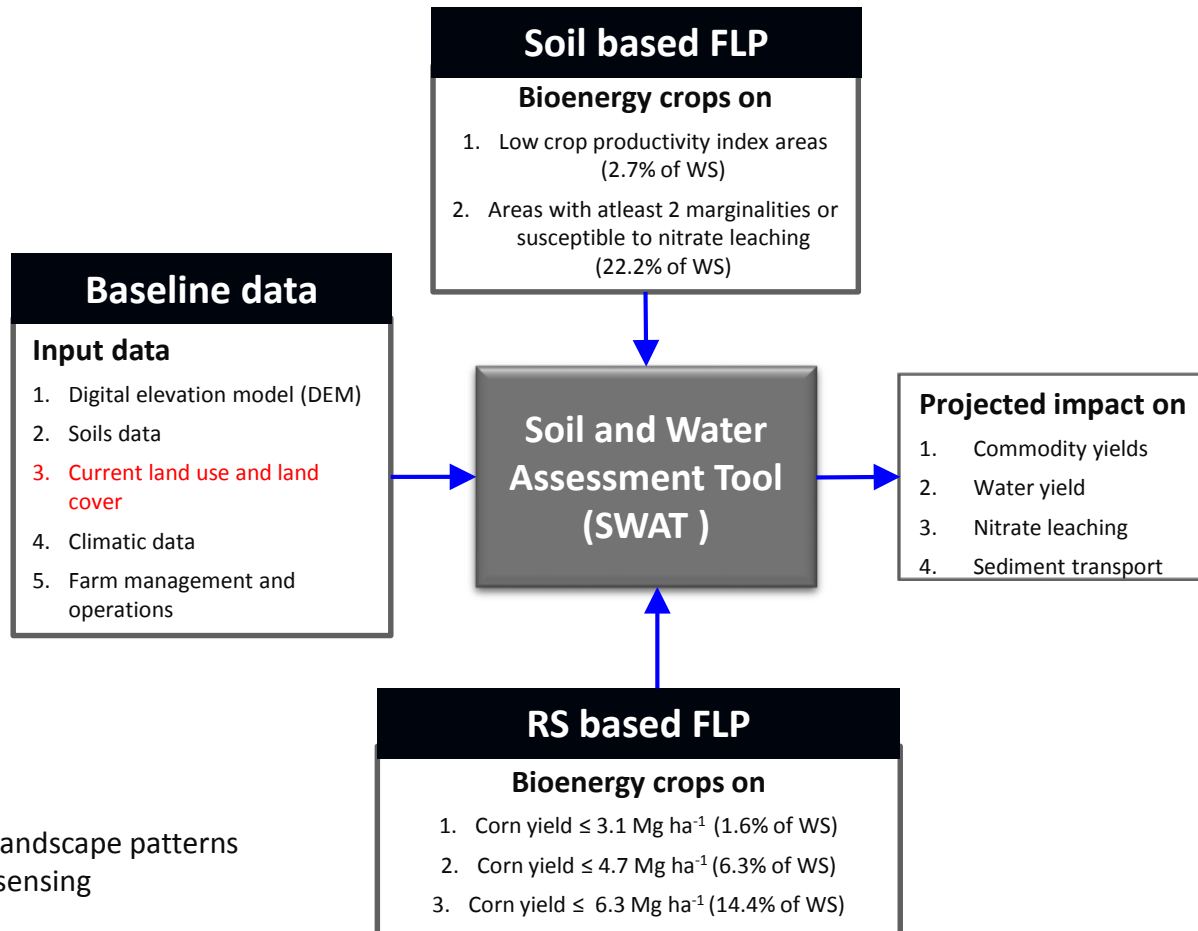 Soil based FLP
Bioenergy crops on
1. Low crop productivity index areas
(2.7% of WS)
2. Areas with atleast 2 marginalities or
susceptible to nitrate leaching
(22.2% of WS)
Baseline data
Input data
1. Digital elevation model (DEM)
2. Soils data
3. Current land use and land
cover
4. Climatic data
5. Farm management and
operations
Soil and Water
Assessment Tool
(SWAT )
Projected impact on
1. Commodity yields
2. Water yield
3. Nitrate leaching
4. Sediment transport
RS based FLP
Bioenergy crops on
1. Corn yield ≤ 3.1 Mg ha⁻¹ (1.6% of WS)
2. Corn yield ≤ 4.7 Mg ha⁻¹ (6.3% of WS)
3. Corn yield ≤ 6.3 Mg ha⁻¹ (14.4% of WS)
andscape patterns
sensing